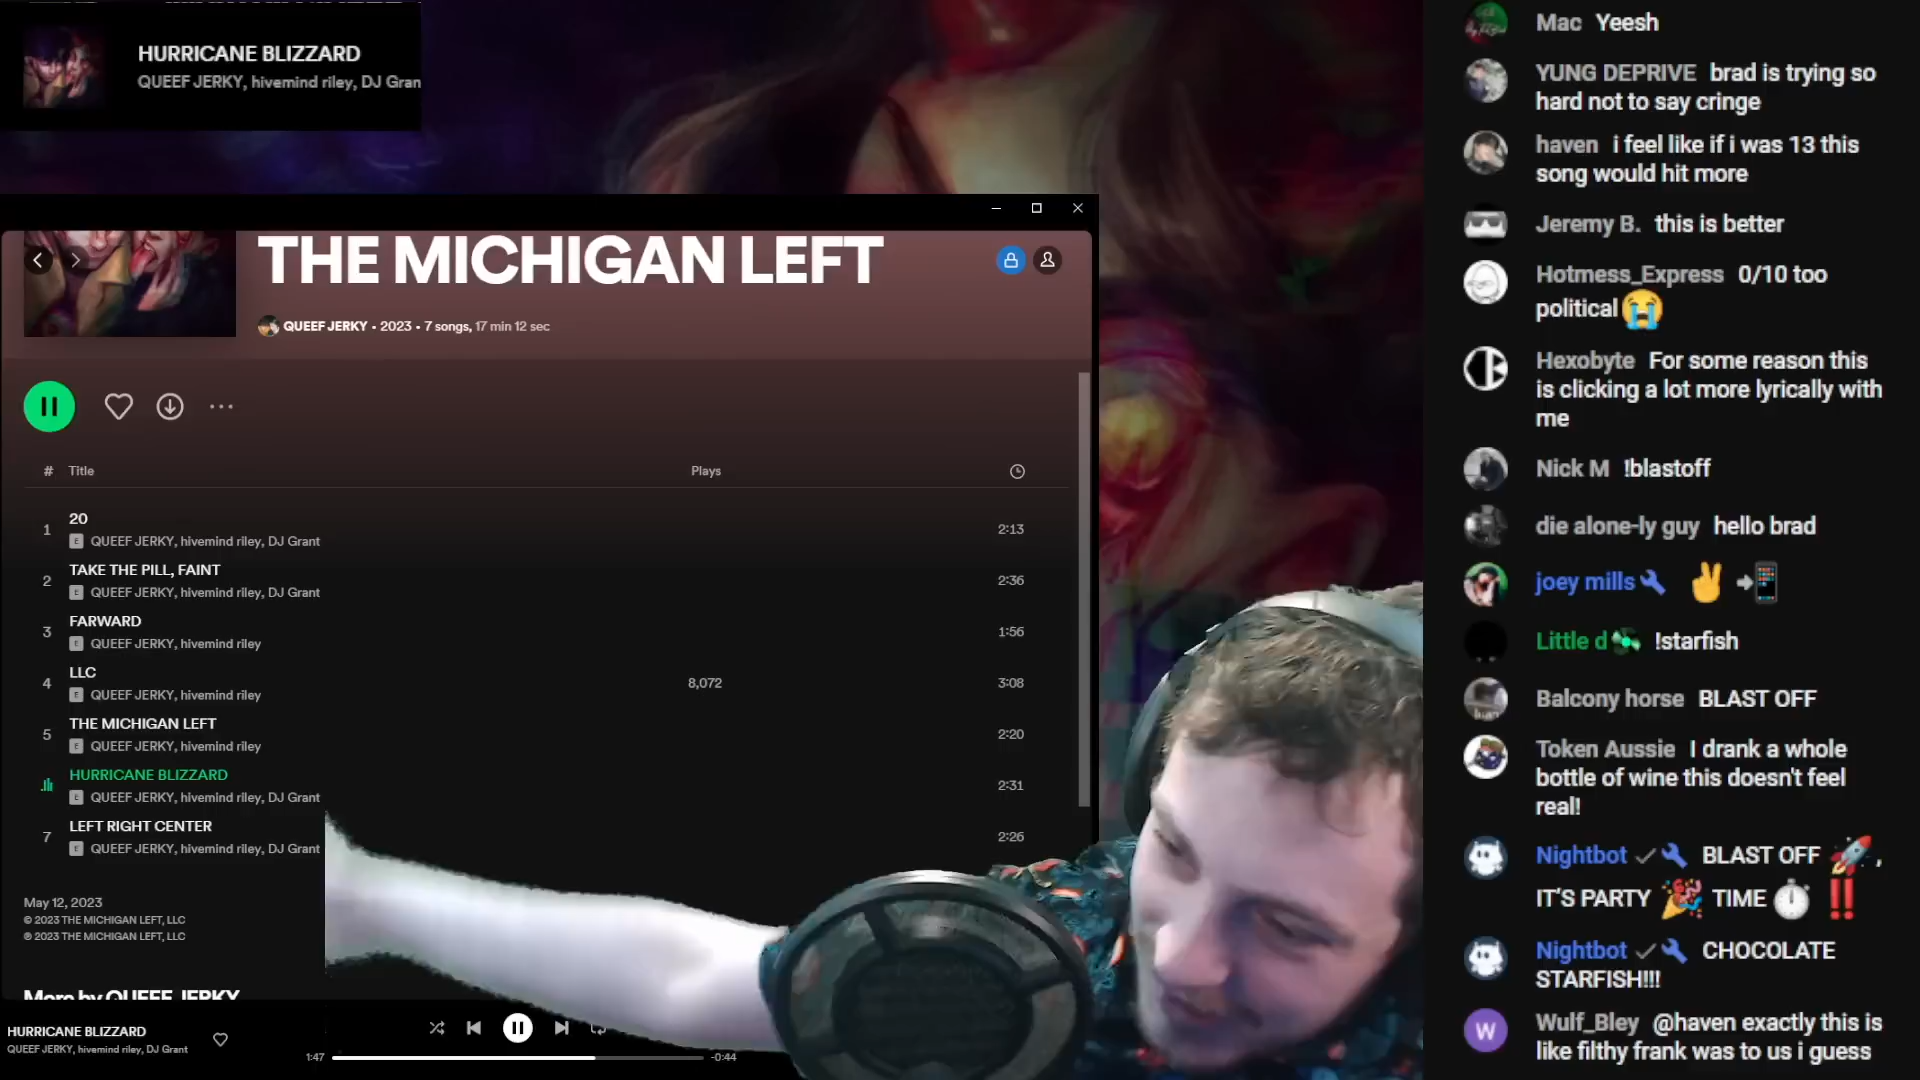 HURRICANE BLIZZARD
QUEEF JERKY, hivemind riley, DJ Gran
THE MICHIGAN LEFT
QUEEF JERKY • 2023 • 7 songs, 17 min 12 sec
# Title Plays
1 20 2:13
E QUEEF JERKY, hivemind riley, DJ Grant
2 TAKE THE PILL, FAINT 2:36
E QUEEF JERKY, hivemind riley, DJ Grant
3 FARWARD 1:56
E QUEEF JERKY, hivemind riley
4 LLC 8,072 3:08
E QUEEF JERKY, hivemind riley
5 THE MICHIGAN LEFT 2:20
E QUEEF JERKY, hivemind riley
HURRICANE BLIZZARD 2:31
E QUEEF JERKY, hivemind riley, DJ Grant
7 LEFT RIGHT CENTER 2:26
E QUEEF JERKY, hivemind riley, DJ Grant
May 12, 2023
© 2023 THE MICHIGAN LEFT, LLC
℗ 2023 THE MICHIGAN LEFT, LLC
More by QUEEF JERKY
HURRICANE BLIZZARD
QUEEF JERKY, hivemind riley, DJ Grant
1:47 -0:44
Mac Yeesh
YUNG DEPRIVE brad is trying so
hard not to say cringe
haven i feel like if i was 13 this
song would hit more
Jeremy B. this is better
Hotmess_Express 0/10 too
political😭
Hexobyte For some reason this
is clicking a lot more lyrically with
me
Nick M !blastoff
die alone-ly guy hello brad
joey mills ✌️ 📲
Little d !starfish
Balcony horse BLAST OFF
Token Aussie I drank a whole
bottle of wine this doesn't feel
real!
Nightbot BLAST OFF 🚀,
IT'S PARTY 🎉 TIME ⏱️ ‼️
Nightbot CHOCOLATE
STARFISH!!!
W
Wulf_Bley @haven exactly this is
like filthy frank was to us i guess